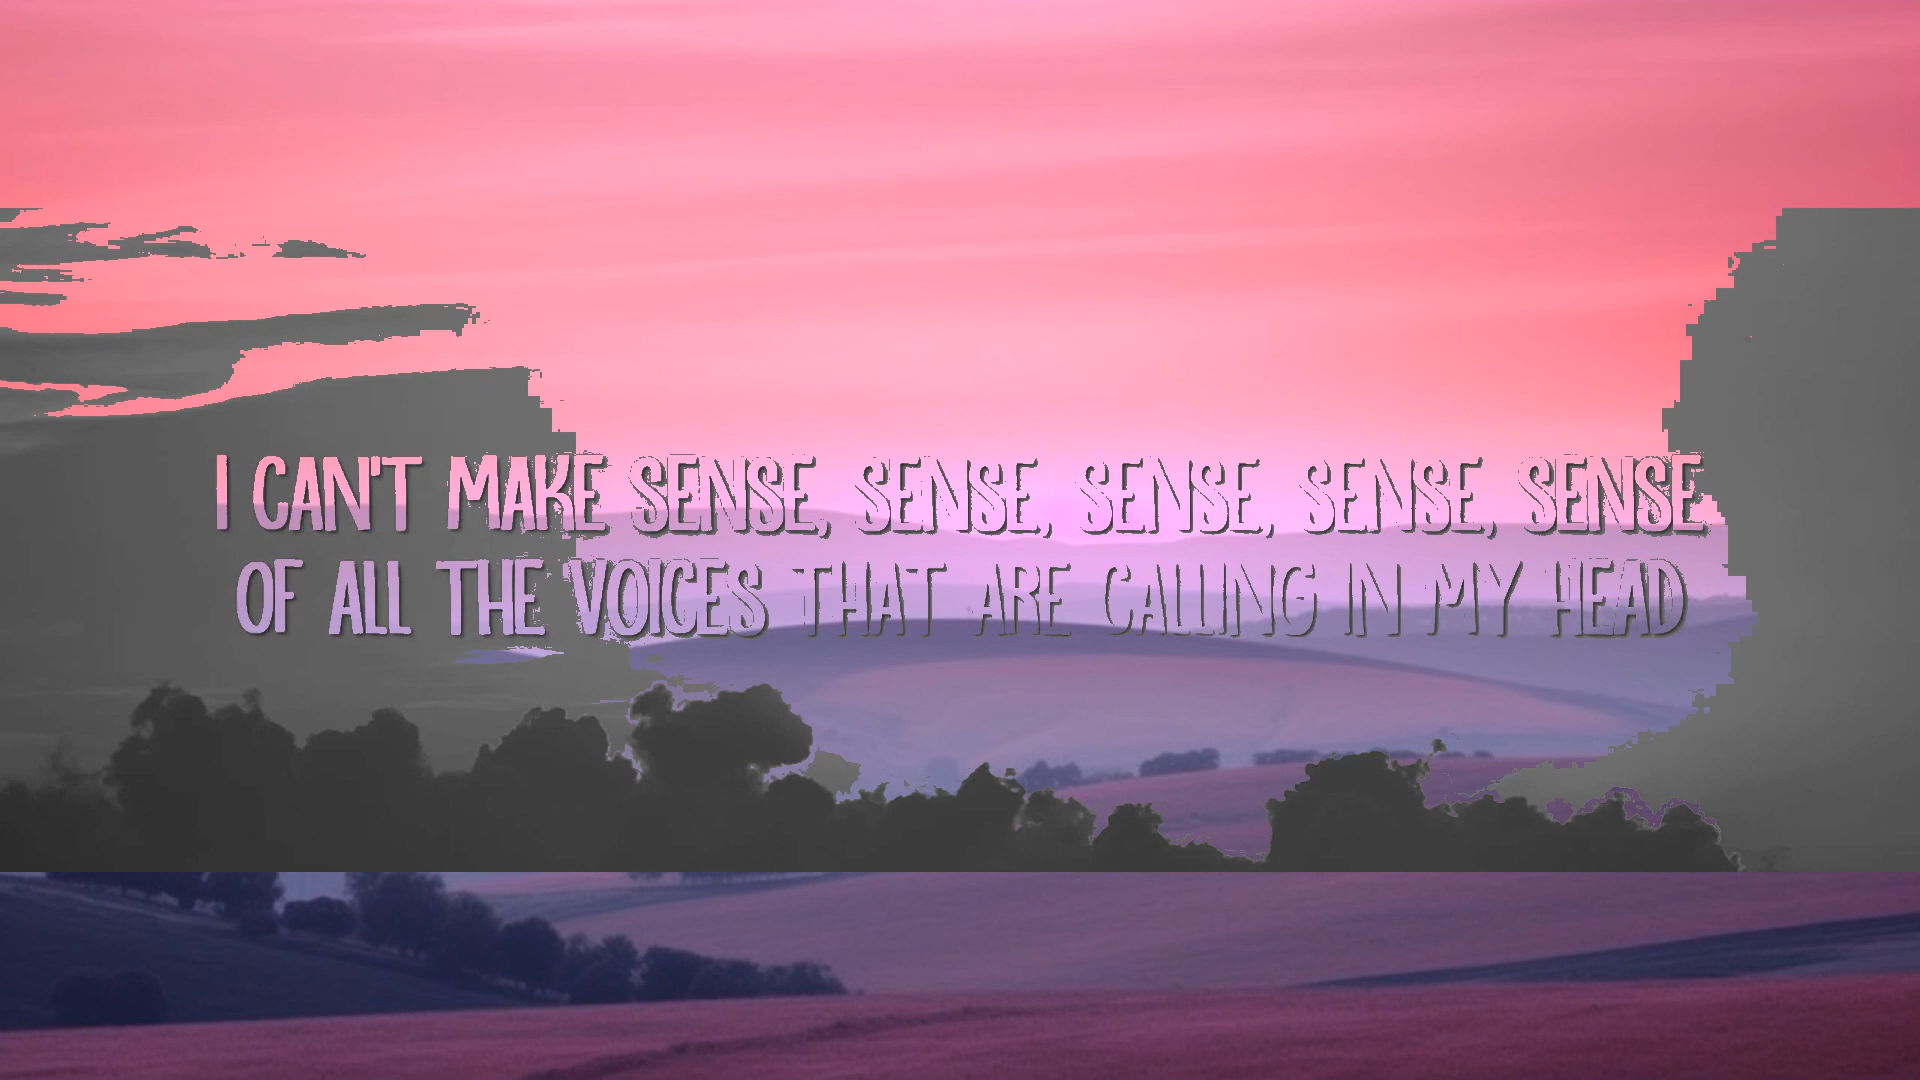 I CAN'T MAKE SENSE, SENSE, SENSE, SENSE, SENSE
OF ALL THE VOICES THAT ARE CALLING IN MY HEAD